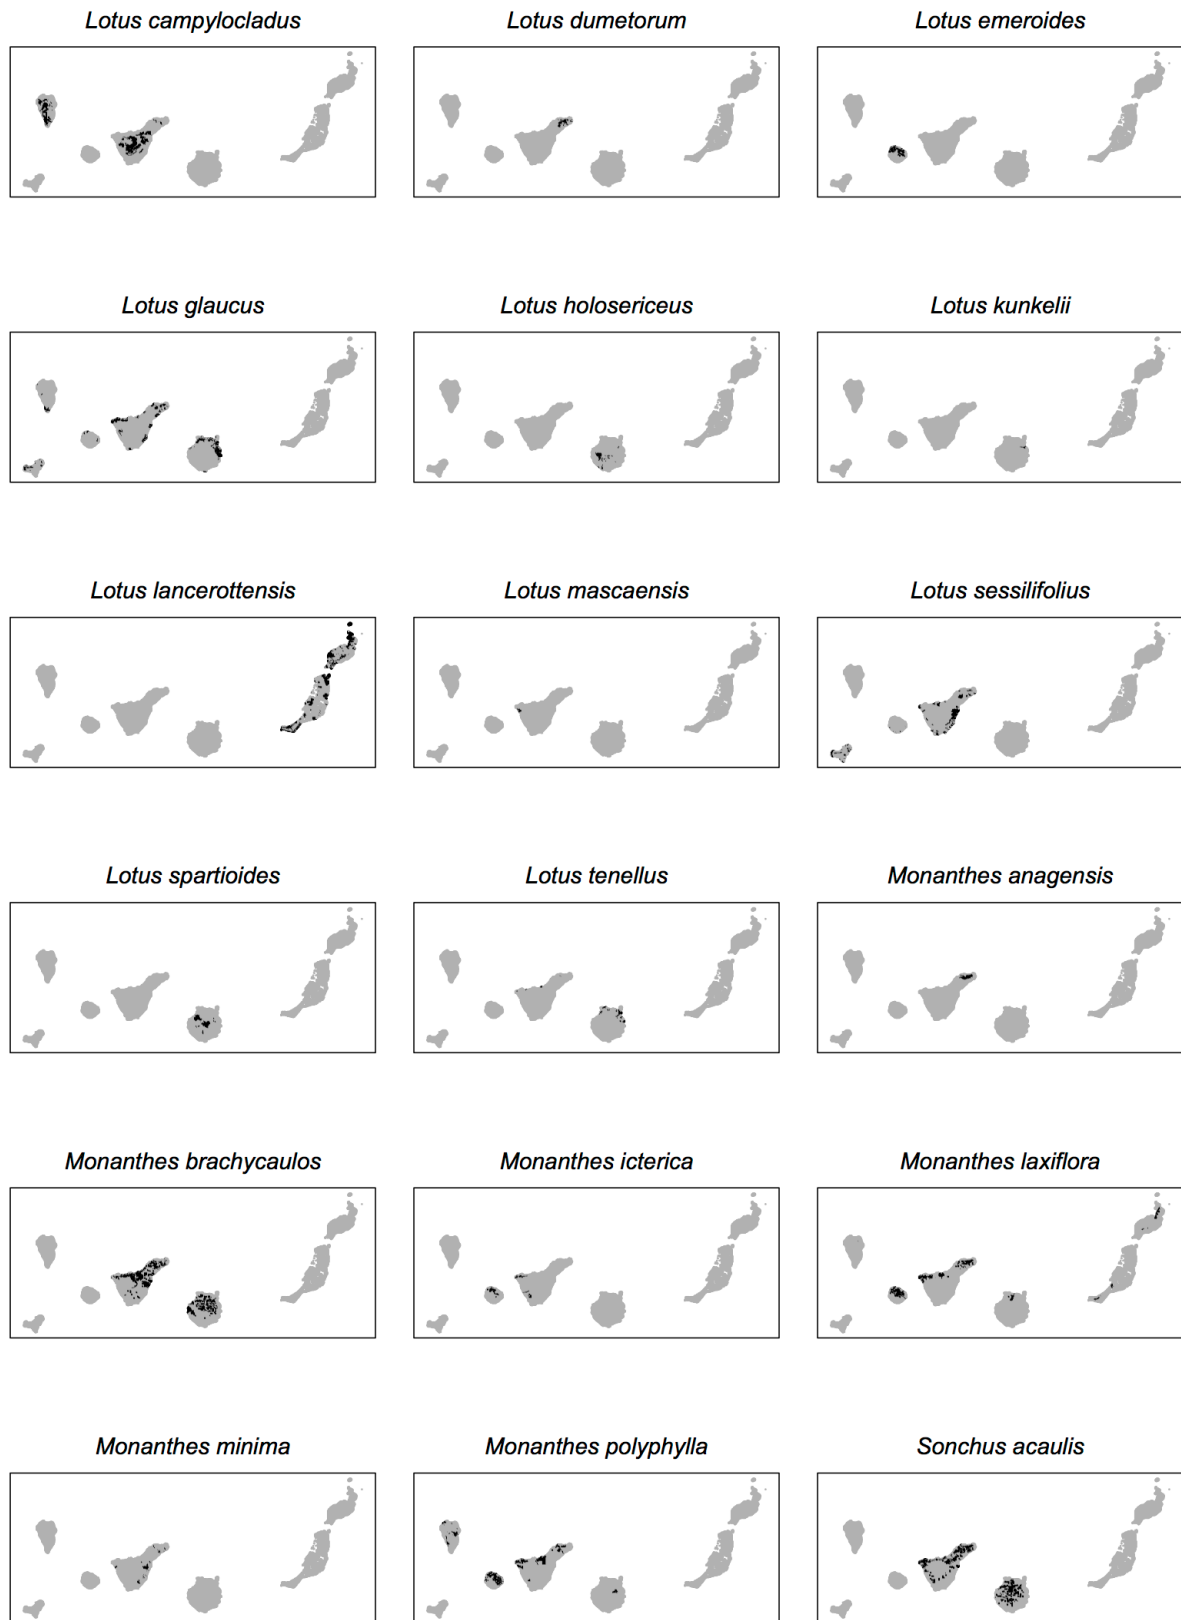 Lotus campylocladus
Lotus dumetorum
Lotus emeroides
Lotus glaucus
Lotus holosericeus
Lotus kunkelii
Lotus lancerottensis
Lotus mascaensis
Lotus sessilifolius
Lotus spartioides
Lotus tenellus
Monanthes anagensis
Monanthes brachycaulos
Monanthes icterica
Monanthes laxiflora
Monanthes minima
Monanthes polyphylla
Sonchus acaulis